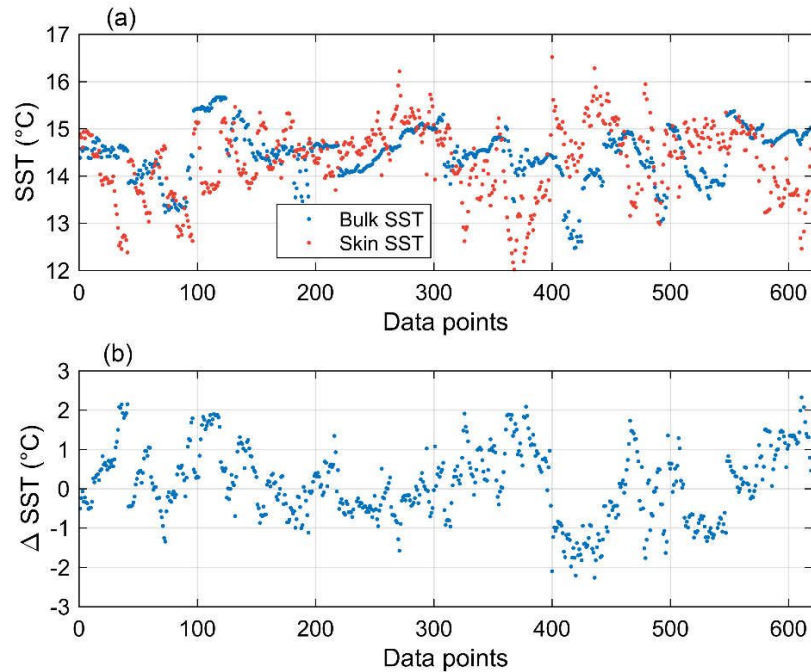 (a)
17
16
15
14
13
12
SST (°C)
Bulk SST
Skin SST
0 100 200 300 400 500 600
Data points
(b)
3
2
1
0
-1
-2
-3
Δ SST (°C)
0 100 200 300 400 500 600
Data points